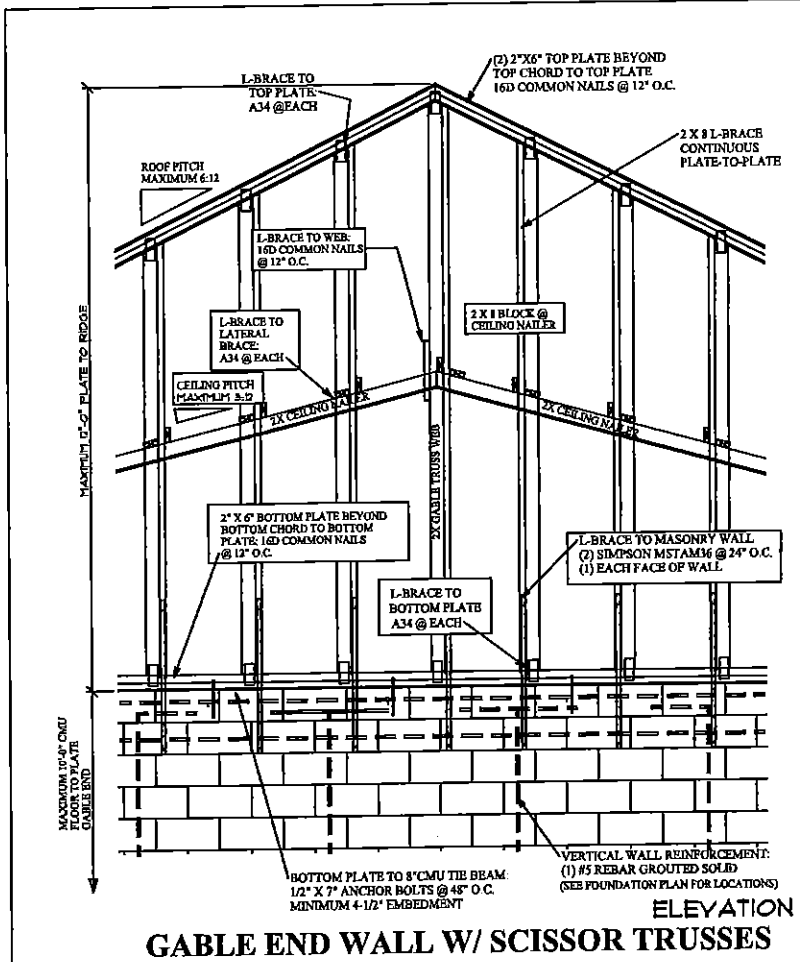 (2) 2"X6" TOP PLATE BEYOND
TOP CHORD TO TOP PLATE
16D COMMON NAILS @ 12" O.C.
L-BRACE TO
TOP PLATE:
A34 @EACH
2 X 8 L-BRACE
CONTINUOUS
PLATE-TO-PLATE
ROOF PITCH
MAXIMUM 6:12
L-BRACE TO WEB:
16D COMMON NAILS
@ 12" O.C.
L-BRACE TO
LATERAL
BRACE:
A34 @ EACH
2 X 8 BLOCK @
CEILING NAILER
CEILING PITCH
MAXIMUM 3:12
2X CEILING NAILER
2X CEILING NAILER
MAXIMUM 12'-0" PLATE TO RIDGE
2X GABLE TRUSS WEB
2" X 6" BOTTOM PLATE BEYOND
BOTTOM CHORD TO BOTTOM
PLATE: 16D COMMON NAILS
@ 12" O.C.
L-BRACE TO MASONRY WALL
(2) SIMPSON MSTAM36 @ 24" O.C.
(1) EACH FACE OF WALL
L-BRACE TO
BOTTOM PLATE
A34 @ EACH
MAXIMUM 10'-0" CMU
FLOOR TO PLATE
GABLE END
BOTTOM PLATE TO 8"CMU TIE BEAM:
1/2" X 7" ANCHOR BOLTS @ 48" O.C.
MINIMUM 4-1/2" EMBEDMENT
VERTICAL WALL REINFORCEMENT:
(1) #5 REBAR GROUTED SOLID
(SEE FOUNDATION PLAN FOR LOCATIONS)
ELEVATION
GABLE END WALL W/ SCISSOR TRUSSES